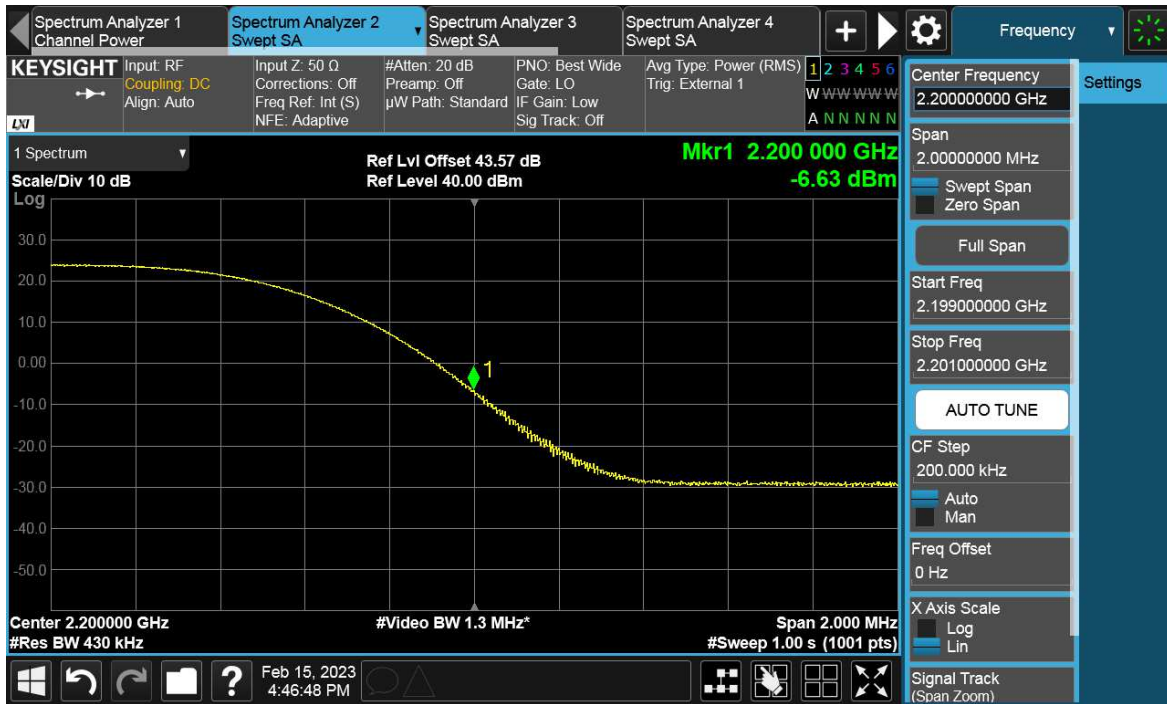 Spectrum Analyzer 1
Channel Power
Spectrum Analyzer 2
Swept SA
Spectrum Analyzer 3
Swept SA
Spectrum Analyzer 4
Swept SA
+
Frequency
KEYSIGHT
LXI
Input: RF
Coupling: DC
Align: Auto
Input Z: 50 Ω
Corrections: Off
Freq Ref: Int (S)
NFE: Adaptive
#Atten: 20 dB
Preamp: Off
µW Path: Standard
PNO: Best Wide
Gate: LO
IF Gain: Low
Sig Track: Off
Avg Type: Power (RMS)
Trig: External 1
1 2 3 4 5 6
W W W W W W
A N N N N N
1 Spectrum
Scale/Div 10 dB
Ref Lvl Offset 43.57 dB
Ref Level 40.00 dBm
Mkr1 2.200 000 GHz
-6.63 dBm
Log
30.0
20.0
10.0
0.00
-10.0
-20.0
-30.0
-40.0
-50.0
1
Center 2.200000 GHz
#Res BW 430 kHz
#Video BW 1.3 MHz*
Span 2.000 MHz
#Sweep 1.00 s (1001 pts)
?
Feb 15, 2023
4:46:48 PM
Center Frequency
2.200000000 GHz
Span
2.00000000 MHz
Swept Span
Zero Span
Full Span
Start Freq
2.199000000 GHz
Stop Freq
2.201000000 GHz
AUTO TUNE
CF Step
200.000 kHz
Auto
Man
Freq Offset
0 Hz
X Axis Scale
Log
Lin
Signal Track
(Span Zoom)
Settings